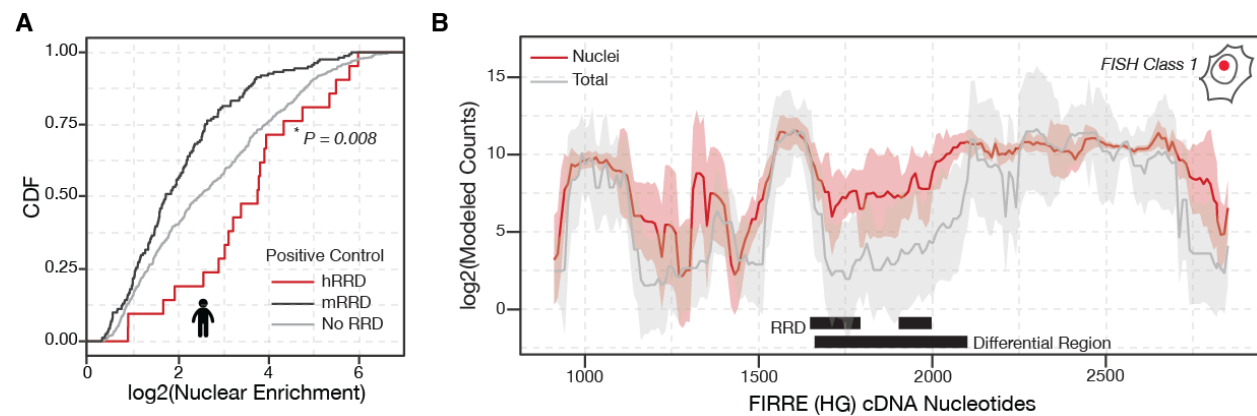 A
1.00
0.75
0.50
0.25
0.00
CDF
* P = 0.008
Positive Control
hRRD
mRRD
No RRD
0 2 4 6
log2(Nuclear Enrichment)
B
Nuclei
Total
FISH Class 1
15
10
5
0
log2(Modeled Counts)
RRD
Differential Region
1000 1500 2000 2500
FIRRE (HG) cDNA Nucleotides